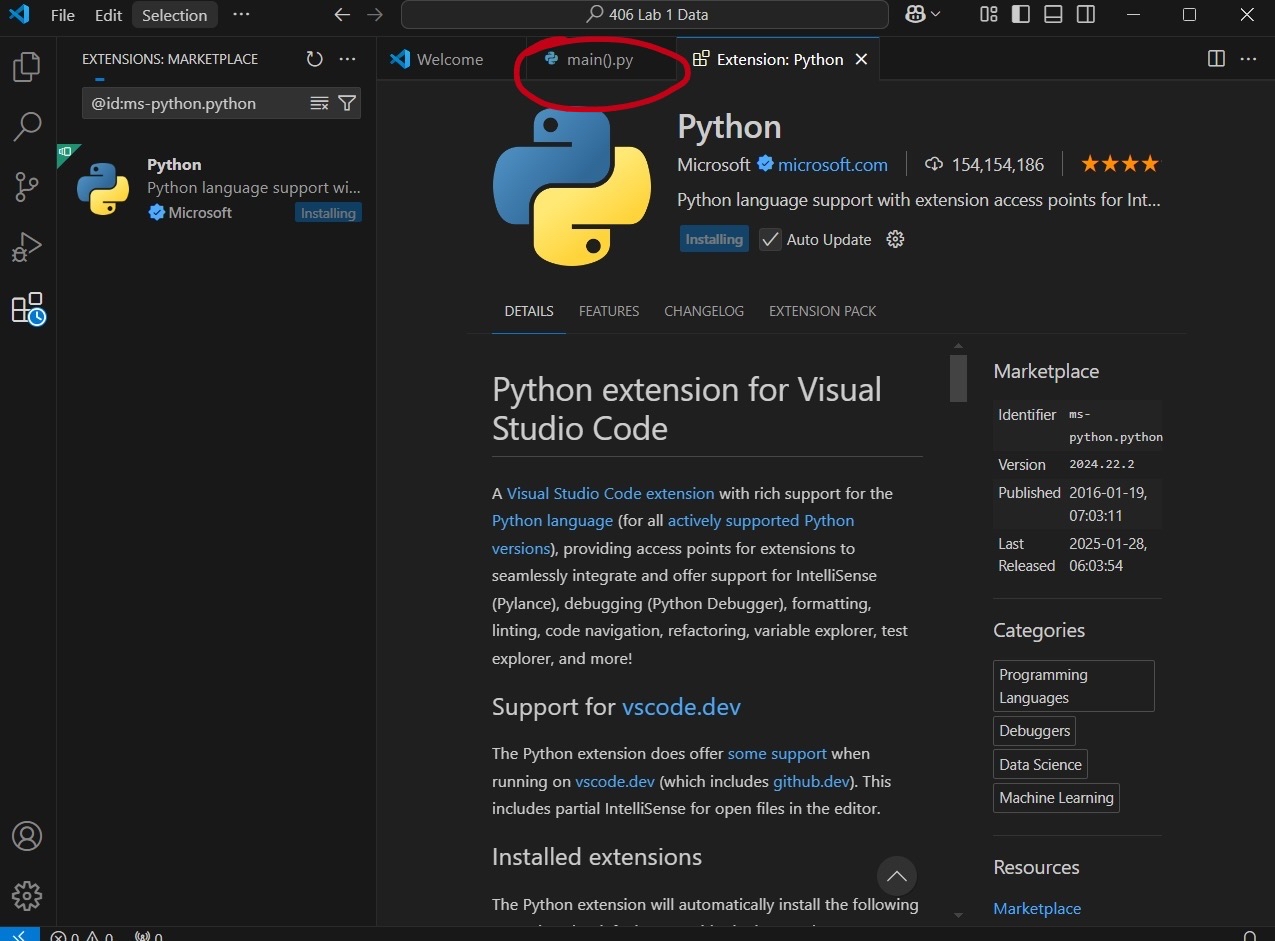 File Edit Selection ··· 406 Lab 1 Data
EXTENSIONS: MARKETPLACE ···
@id:ms-python.python
Python
Python language support wi...
Microsoft Installing
Welcome main().py Extension: Python ···
Python
Microsoft microsoft.com 154,154,186
Python language support with extension access points for Int...
Installing Auto Update
DETAILS FEATURES CHANGELOG EXTENSION PACK
Python extension for Visual
Studio Code
A Visual Studio Code extension with rich support for the
Python language (for all actively supported Python
versions), providing access points for extensions to
seamlessly integrate and offer support for IntelliSense
(Pylance), debugging (Python Debugger), formatting,
linting, code navigation, refactoring, variable explorer, test
explorer, and more!
Support for vscode.dev
The Python extension does offer some support when
running on vscode.dev (which includes github.dev). This
includes partial IntelliSense for open files in the editor.
Installed extensions
The Python extension will automatically install the following
Marketplace
Identifier ms-
python.python
Version 2024.22.2
Published 2016-01-19,
07:03:11
Last 2025-01-28,
Released 06:03:54
Categories
Programming
Languages
Debuggers
Data Science
Machine Learning
Resources
Marketplace
0 0 0